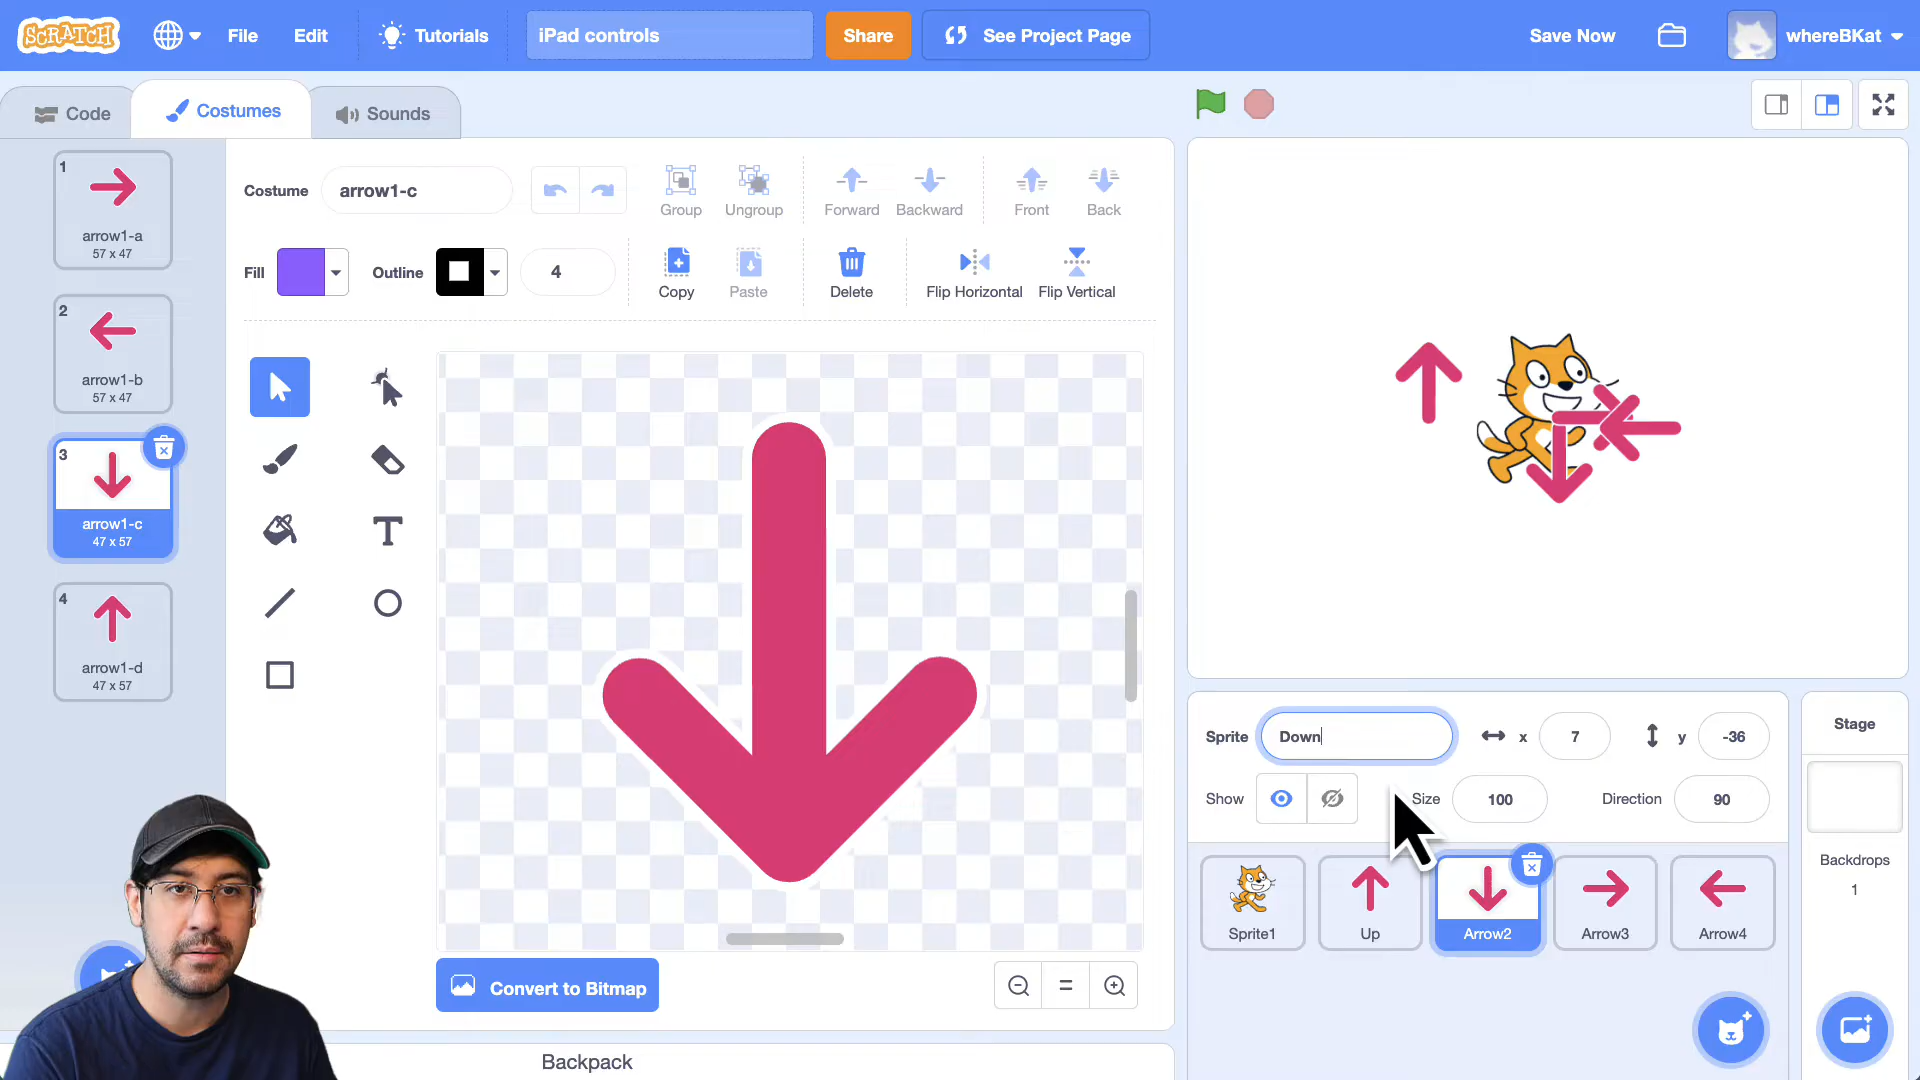 SCRATCH File Edit Tutorials iPad controls Share See Project Page Save Now whereBKat
Code Costumes Sounds
1
arrow1-a
57 x 47
2
arrow1-b
57 x 47
3
arrow1-c
47 x 57
4
arrow1-d
47 x 57
Costume arrow1-c
Group Ungroup Forward Backward Front Back
Fill Outline 4
Copy Paste Delete Flip Horizontal Flip Vertical
T
Convert to Bitmap
=
Backpack
Sprite Down x 7 y -36
Show Size 100 Direction 90
Sprite1 Up Arrow2 Arrow3 Arrow4
Stage
Backdrops
1